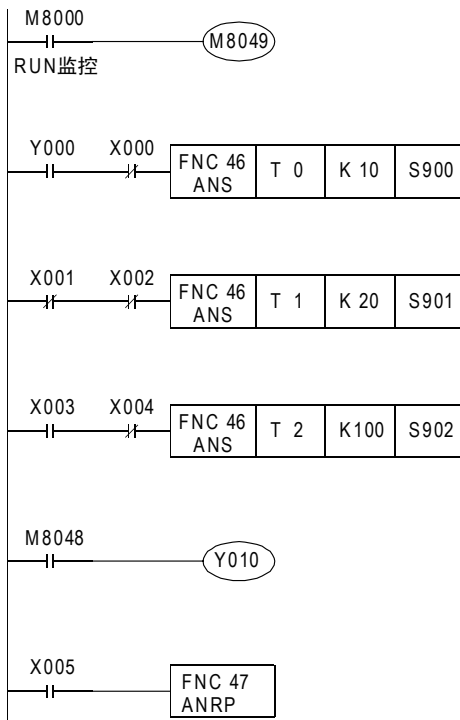 M8000
M8049
RUN监控
Y000 X000
FNC 46 ANS T 0 K 10 S900
X001 X002
FNC 46 ANS T 1 K 20 S901
X003 X004
FNC 46 ANS T 2 K100 S902
M8048
Y010
X005
FNC 47 ANRP